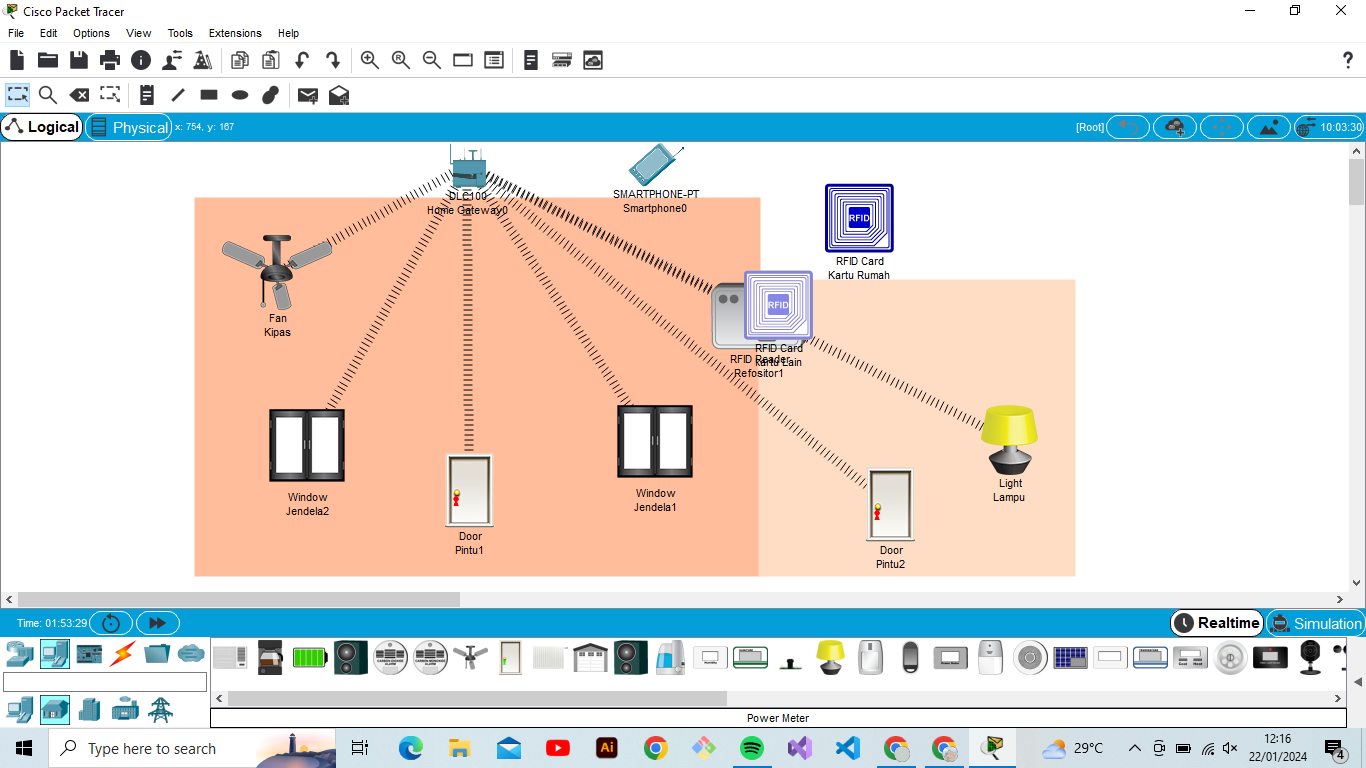 Cisco Packet Tracer
File Edit Options View Tools Extensions Help
R
?
Logical
Physical
x: 754, y: 167
[Root]
10:03:30
DLC100
Home Gateway0
SMARTPHONE-PT
Smartphone0
RFID
RFID Card
Kartu Rumah
Fan
Kipas
RFID
RFID Card
RFID Reader
Kartu Lain
Refositor1
Window
Jendela2
Door
Pintu1
Window
Jendela1
Door
Pintu2
Light
Lampu
Time: 01:53:29
Realtime
Simulation
Power Meter
Type here to search
Ai
29°C
12:16
22/01/2024
4